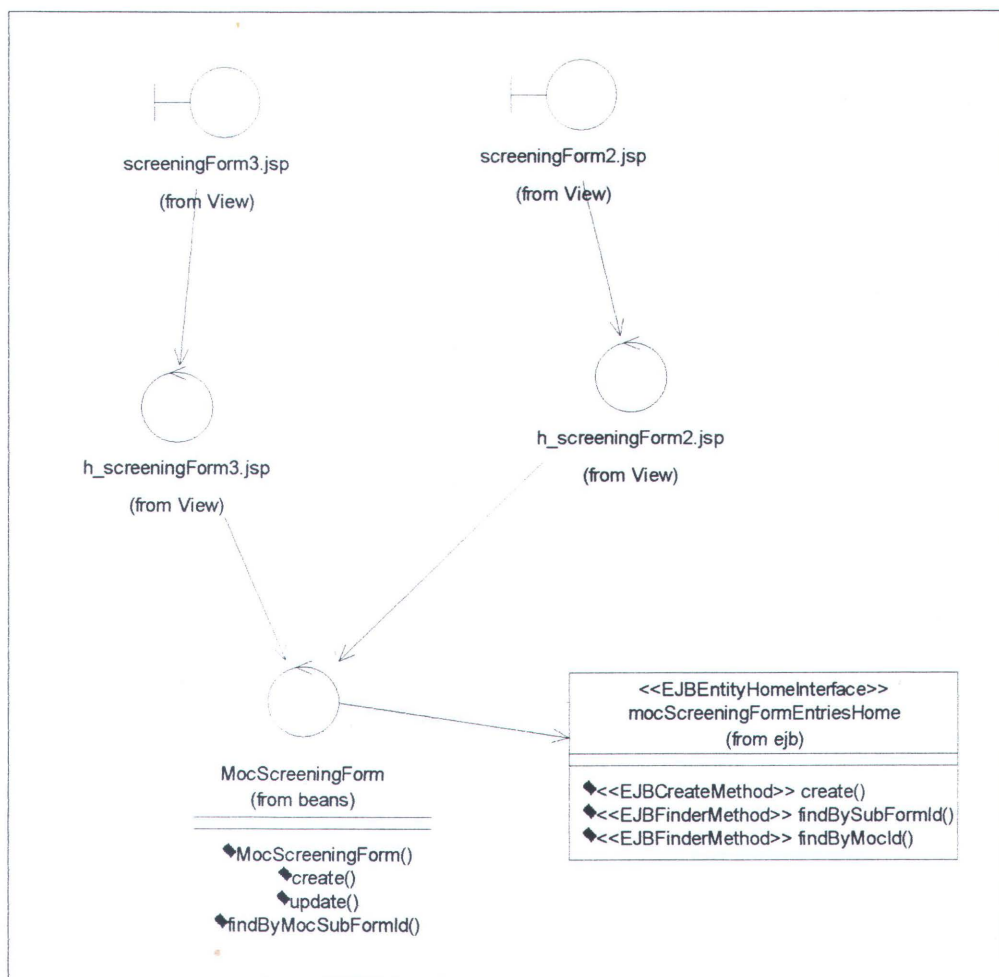 screeningForm3.jsp
(from View)
screeningForm2.jsp
(from View)
h_screeningForm3.jsp
(from View)
h_screeningForm2.jsp
(from View)
MocScreeningForm
(from beans)
MocScreeningForm()
create()
update()
findByMocSubFormId()
<<EJBEntityHomeInterface>>
mocScreeningFormEntriesHome
(from ejb)
<<EJBCreateMethod>> create()
<<EJBFinderMethod>> findBySubFormId()
<<EJBFinderMethod>> findByMocId()